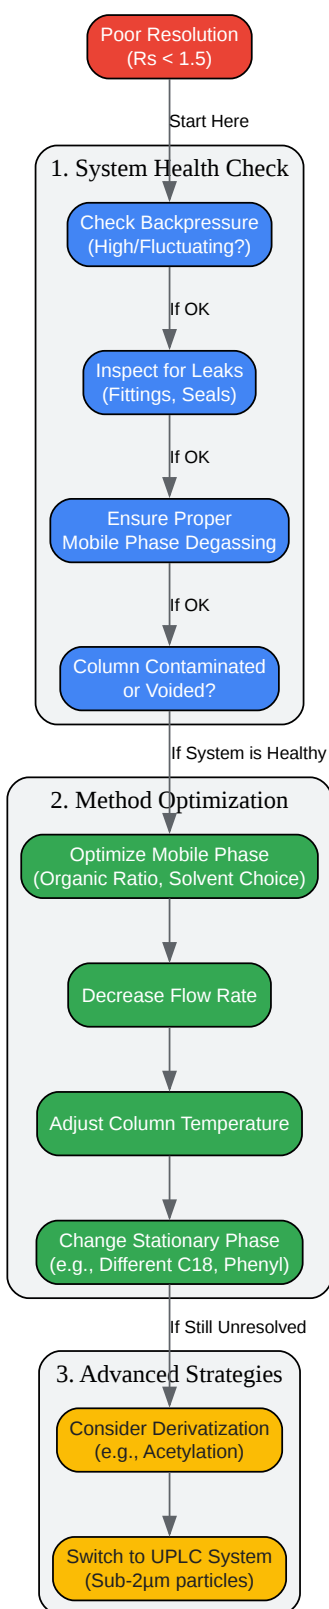 Poor Resolution
(Rs < 1.5)
Start Here
1. System Health Check
Check Backpressure
(High/Fluctuating?)
If OK
Inspect for Leaks
(Fittings, Seals)
If OK
Ensure Proper
Mobile Phase Degassing
If OK
Column Contaminated
or Voided?
If System is Healthy
2. Method Optimization
Optimize Mobile Phase
(Organic Ratio, Solvent Choice)
Decrease Flow Rate
Adjust Column Temperature
Change Stationary Phase
(e.g., Different C18, Phenyl)
If Still Unresolved
3. Advanced Strategies
Consider Derivatization
(e.g., Acetylation)
Switch to UPLC System
(Sub-2µm particles)